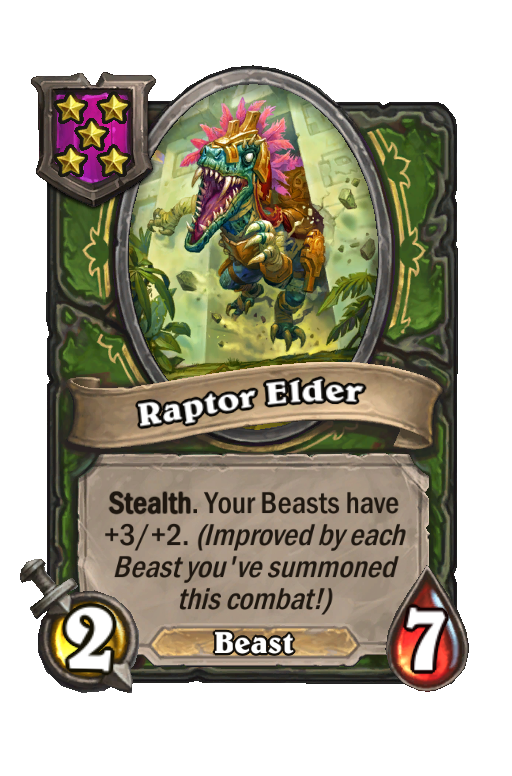 Raptor Elder
Stealth. Your Beasts have
+3/+2. (Improved by each
Beast you've summoned
this combat!)
2
Beast
7